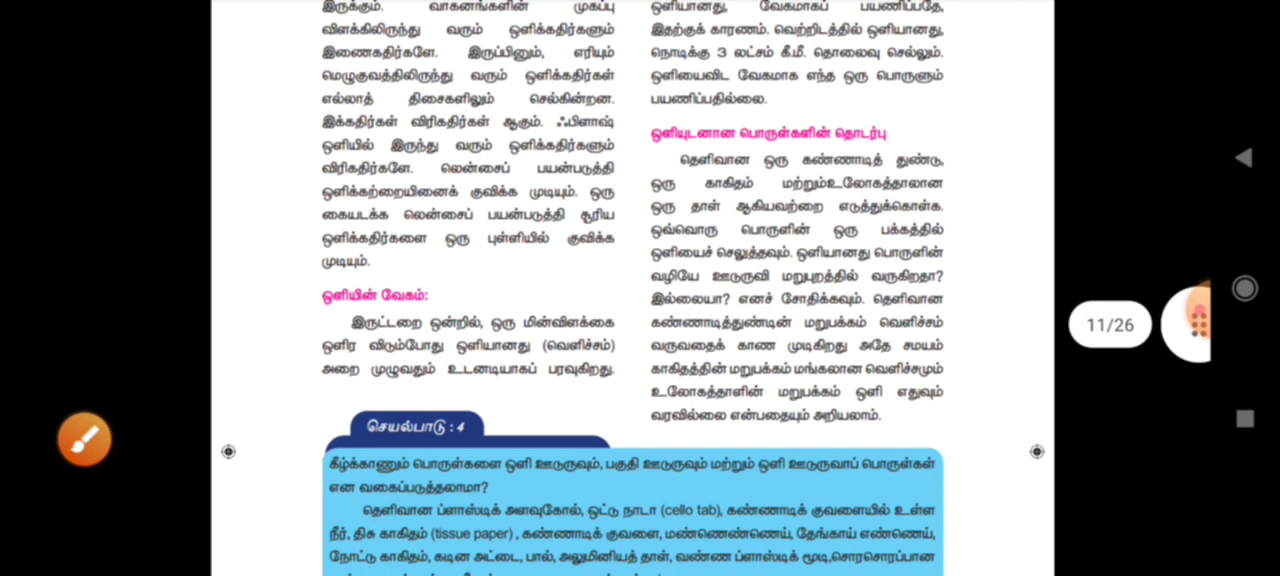 இருக்கும். வாகனங்களின் முகப்பு
விளக்கிலிருந்து வரும் ஒளிக்கதிர்களும்
இணைகதிர்களே. இருப்பினும், எரியும்
மெழுகுவத்திலிருந்து வரும் ஒளிக்கதிர்கள்
எல்லாத் திசைகளிலும் செல்கின்றன.
இக்கதிர்கள் விரிகதிர்கள் ஆகும். ஃபிளாஷ்
ஒளியில் இருந்து வரும் ஒளிக்கதிர்களும்
விரிகதிர்களே. லென்சைப் பயன்படுத்தி
ஒளிக்கற்றையினைக் குவிக்க முடியும். ஒரு
கையடக்க லென்சைப் பயன்படுத்தி சூரிய
ஒளிக்கதிர்களை ஒரு புள்ளியில் குவிக்க
முடியும்.
ஒளியின் வேகம்:
இருட்டறை ஒன்றில், ஒரு மின்விளக்கை
ஒளிர விடும்போது ஒளியானது (வெளிச்சம்)
அறை முழுவதும் உடனடியாகப் பரவுகிறது.
ஒளியானது, வேகமாகப் பயணிப்பதே,
இதற்குக் காரணம். வெற்றிடத்தில் ஒளியானது,
நொடிக்கு 3 லட்சம் கீ.மீ. தொலைவு செல்லும்.
ஒளியைவிட வேகமாக எந்த ஒரு பொருளும்
பயணிப்பதில்லை.
ஒளியுடனான பொருள்களின் தொடர்பு
தெளிவான ஒரு கண்ணாடித் துண்டு,
ஒரு காகிதம் மற்றும்உலோகத்தாலான
ஒரு தாள் ஆகியவற்றை எடுத்துக்கொள்க.
ஒவ்வொரு பொருளின் ஒரு பக்கத்தில்
ஒளியைச் செலுத்தவும். ஒளியானது பொருளின்
வழியே ஊடுருவி மறுபுறத்தில் வருகிறதா?
இல்லையா? எனச் சோதிக்கவும். தெளிவான
கண்ணாடித்துண்டின் மறுபக்கம் வெளிச்சம்
வருவதைக் காண முடிகிறது அதே சமயம்
காகிதத்தின் மறுபக்கம் மங்கலான வெளிச்சமும்
உலோகத்தாளின் மறுபக்கம் ஒளி எதுவும்
வரவில்லை என்பதையும் அறியலாம்.
செயல்பாடு : 4
கீழ்க்காணும் பொருள்களை ஒளி ஊடுருவும், பகுதி ஊடுருவும் மற்றும் ஒளி ஊடுருவாப் பொருள்கள்
என வகைப்படுத்தலாமா?
தெளிவான ப்ளாஸ்டிக் அளவுகோல், ஒட்டு நாடா (cello tab), கண்ணாடிக் குவளையில் உள்ள
நீர், திசு காகிதம் (tissue paper) , கண்ணாடிக் குவளை, மண்ணெண்ணெய், தேங்காய் எண்ணெய்,
நோட்டு காகிதம், கடின அட்டை, பால், அலுமினியத் தாள், வண்ண ப்ளாஸ்டிக் மூடி,சொரசொரப்பான
11/26